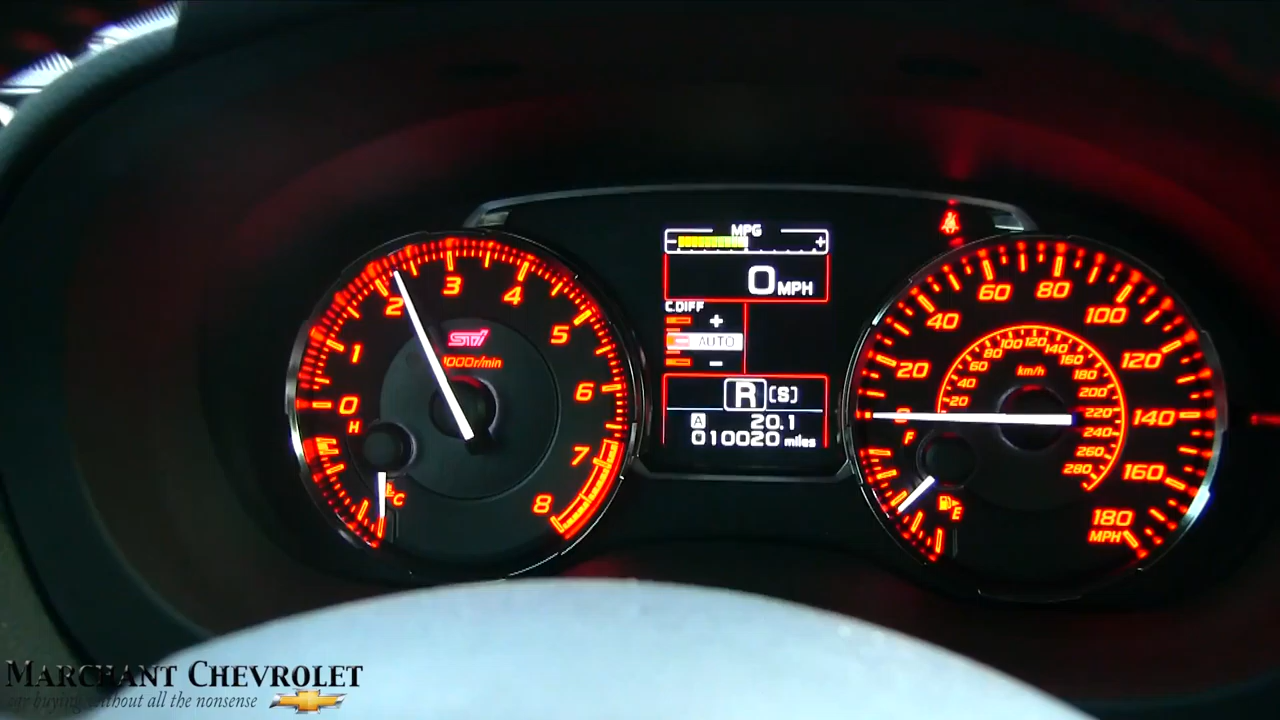 MPG
- +
0 MPH
C.DIFF
+
AUTO
-
R [S]
A 20.1
010020 miles
0 1 2 3 4 5 6 7 8
STI
x1000r/min
H
C
0 20 40 60 80 100 120 140 160 180
MPH
20 40 60 80 100 120 140 160 180 200 220 240 260 280
km/h
F
E
MARCHANT CHEVROLET
car buying without all the nonsense